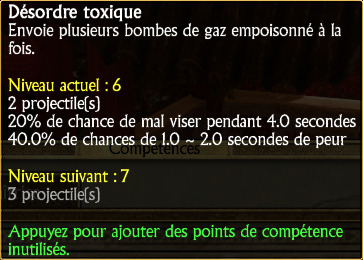 Désordre toxique
Envoie plusieurs bombes de gaz empoisonné à la
fois.
Niveau actuel : 6
2 projectile(s)
20% de chance de mal viser pendant 4.0 secondes
40.0% de chances de 1.0 ~ 2.0 secondes de peur
Compétences
Niveau suivant : 7
3 projectile(s)
Appuyez pour ajouter des points de compétence
inutilisés.